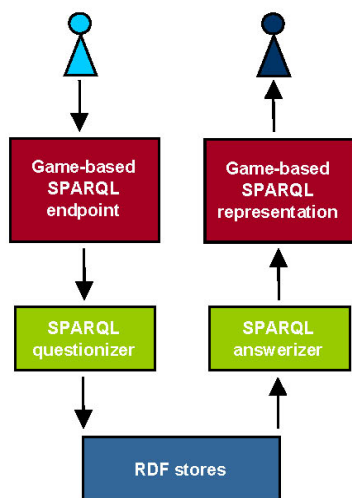 Game-based
SPARQL
endpoint
Game-based
SPARQL
representation
SPARQL
questionizer
SPARQL
answerizer
RDF stores